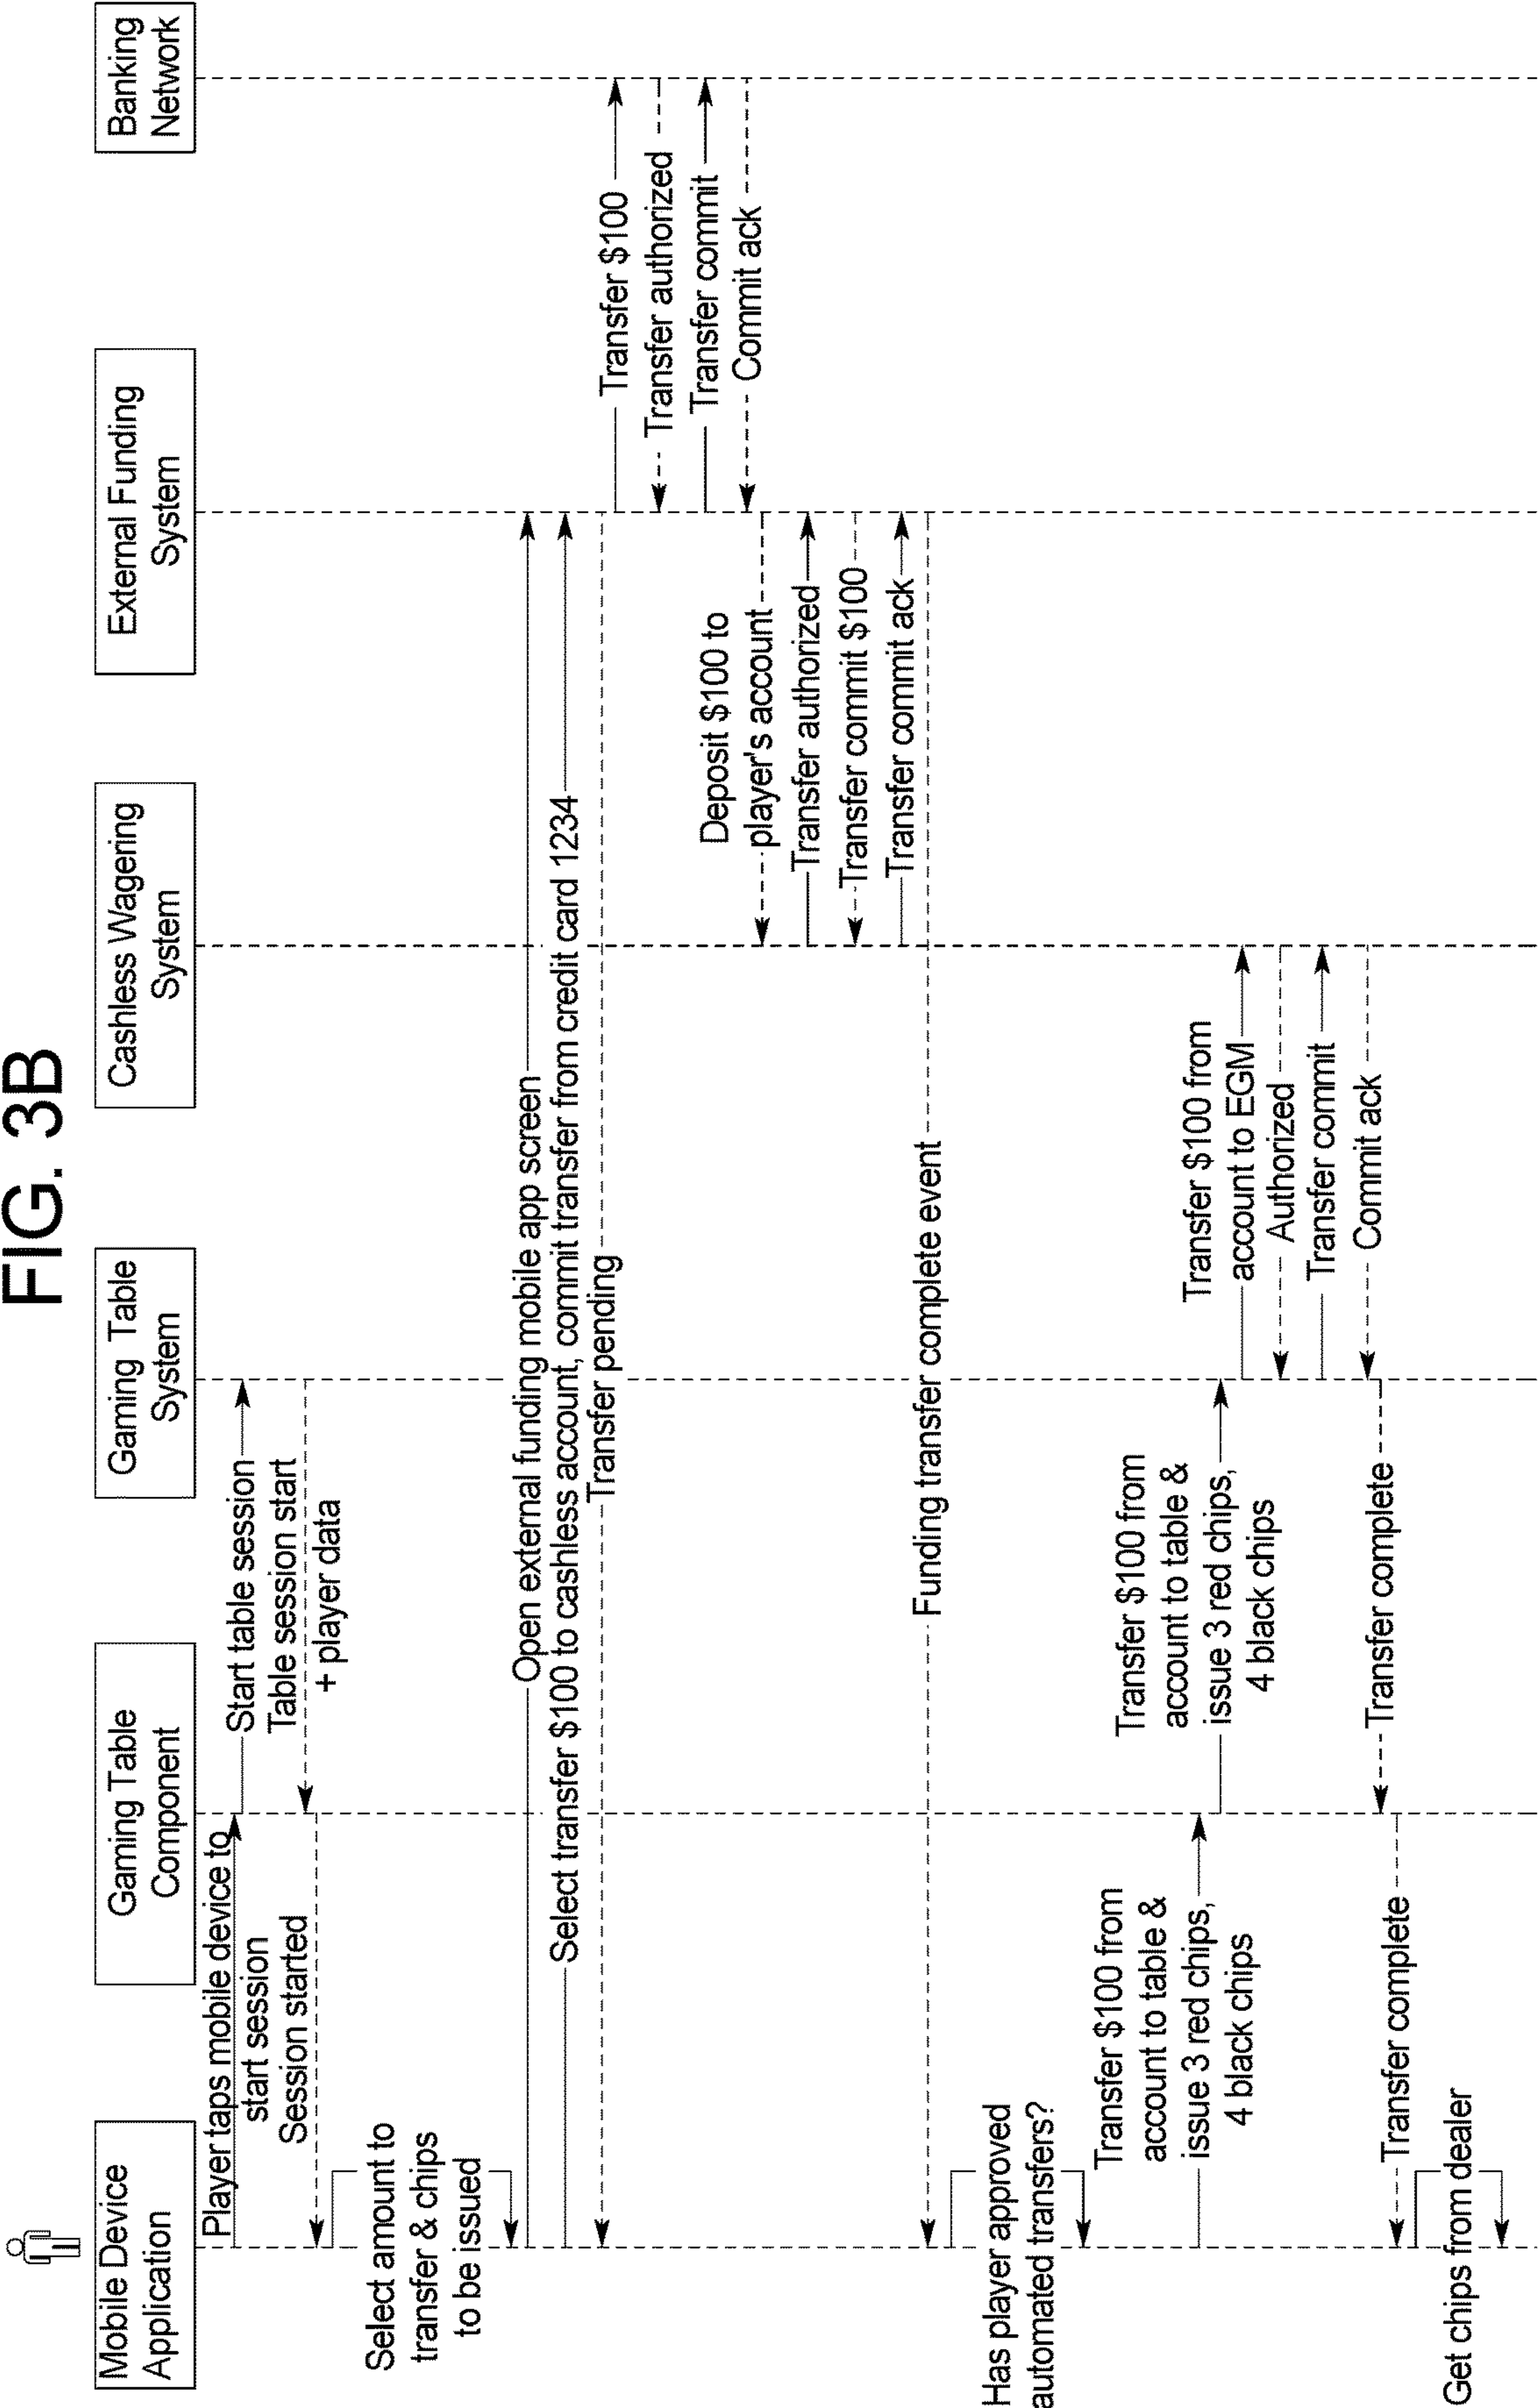 FIG. 3B
Mobile Device
Application
Gaming Table
Component
Gaming Table
System
Cashless Wagering
System
External Funding
System
Banking
Network
Player taps mobile device to
start session
Start table session
Table session start
+ player data
Session started
Select amount to
transfer & chips
to be issued
Open external funding mobile app screen
Select transfer $100 to cashless account, commit transfer from credit card 1234
Transfer pending
Transfer $100
Transfer authorized
Transfer commit
Commit ack
Deposit $100 to
player's account
Transfer authorized
Transfer commit $100
Transfer commit ack
Funding transfer complete event
Has player approved
automated transfers?
Transfer $100 from
account to table &
issue 3 red chips,
4 black chips
Transfer $100 from
account to table &
issue 3 red chips,
4 black chips
Transfer $100 from
account to EGM
Authorized
Transfer commit
Commit ack
Transfer complete
Transfer complete
Get chips from dealer